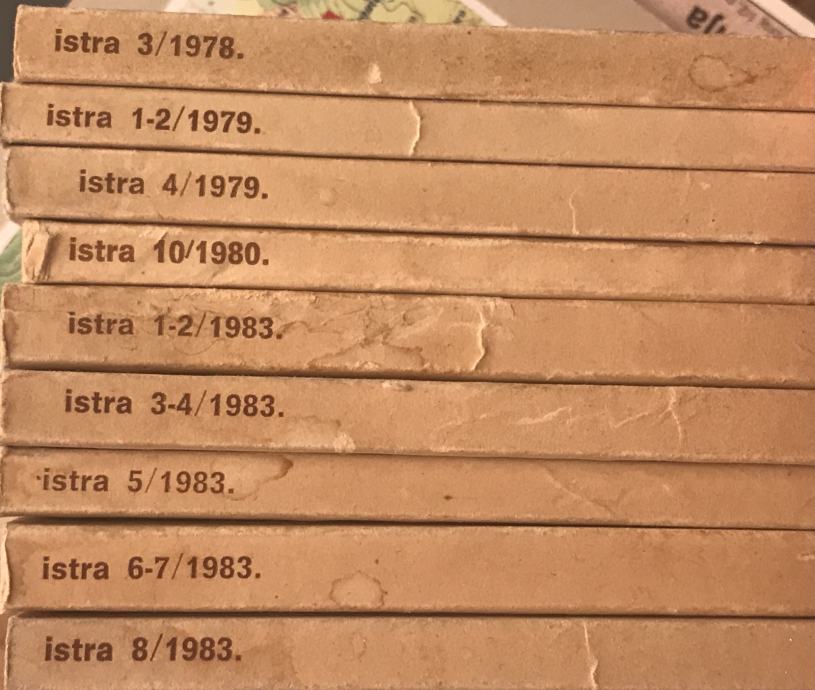 istra 3/1978.
istra 1-2/1979.
istra 4/1979.
istra 10/1980.
istra 1-2/1983.
istra 3-4/1983.
istra 5/1983.
istra 6-7/1983.
istra 8/1983.